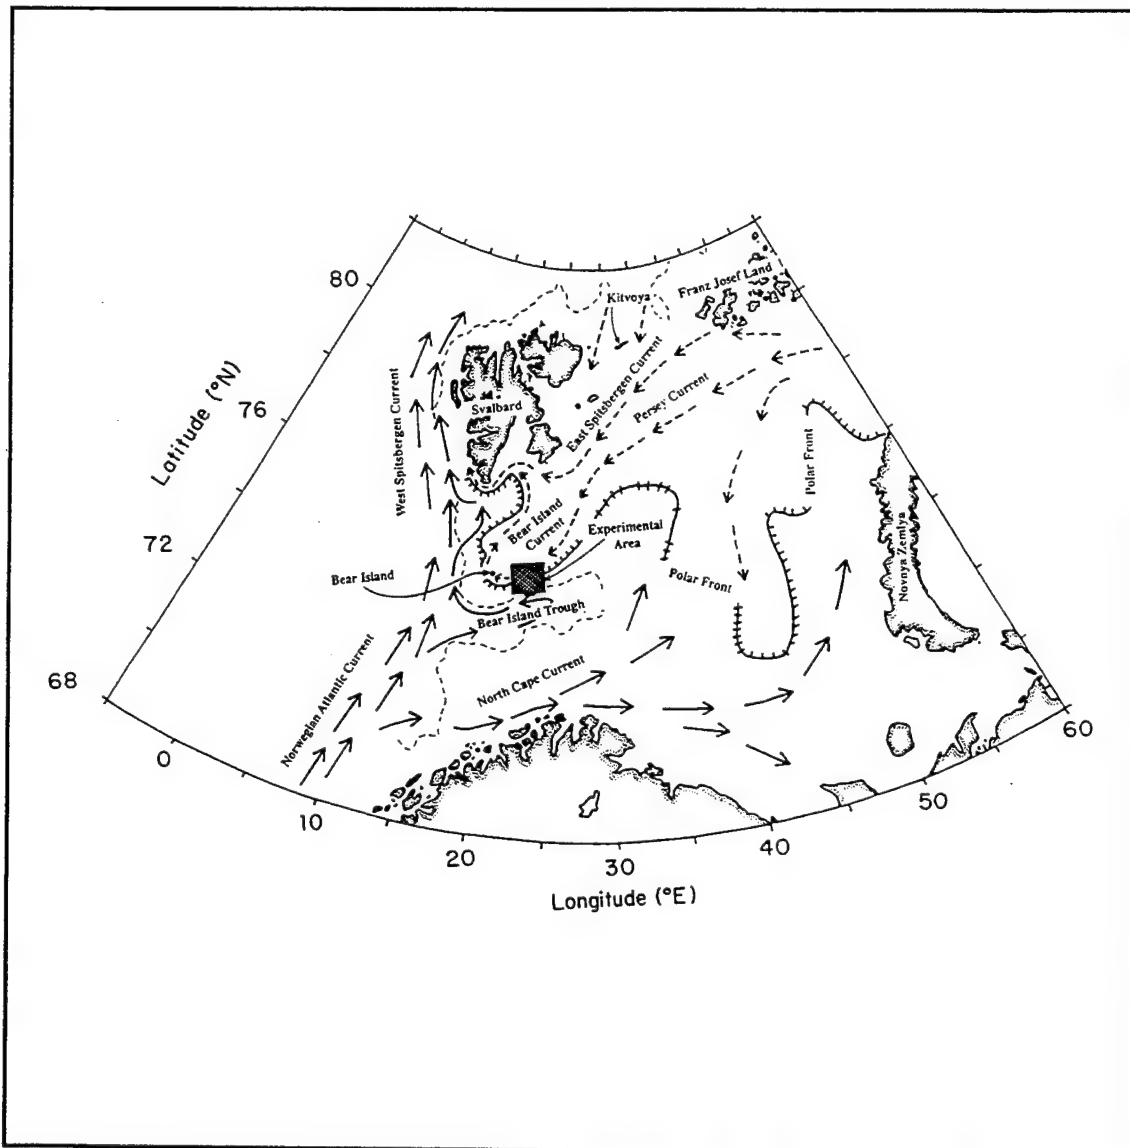 80
Kitvoya
Franz Josef Land
Latitude (°N)
76
West Spitsbergen Current
Svalbard
East Spitsbergen Current
Persey Current
Polar Front
72
Bear Island
Current
Experimental
Area
Bear Island
Polar Front
Novnya Zemlya
Bear Island Trough
68
Norwegian Atlantic Current
North Cape Current
0
10
20
30
40
50
60
Longitude (°E)